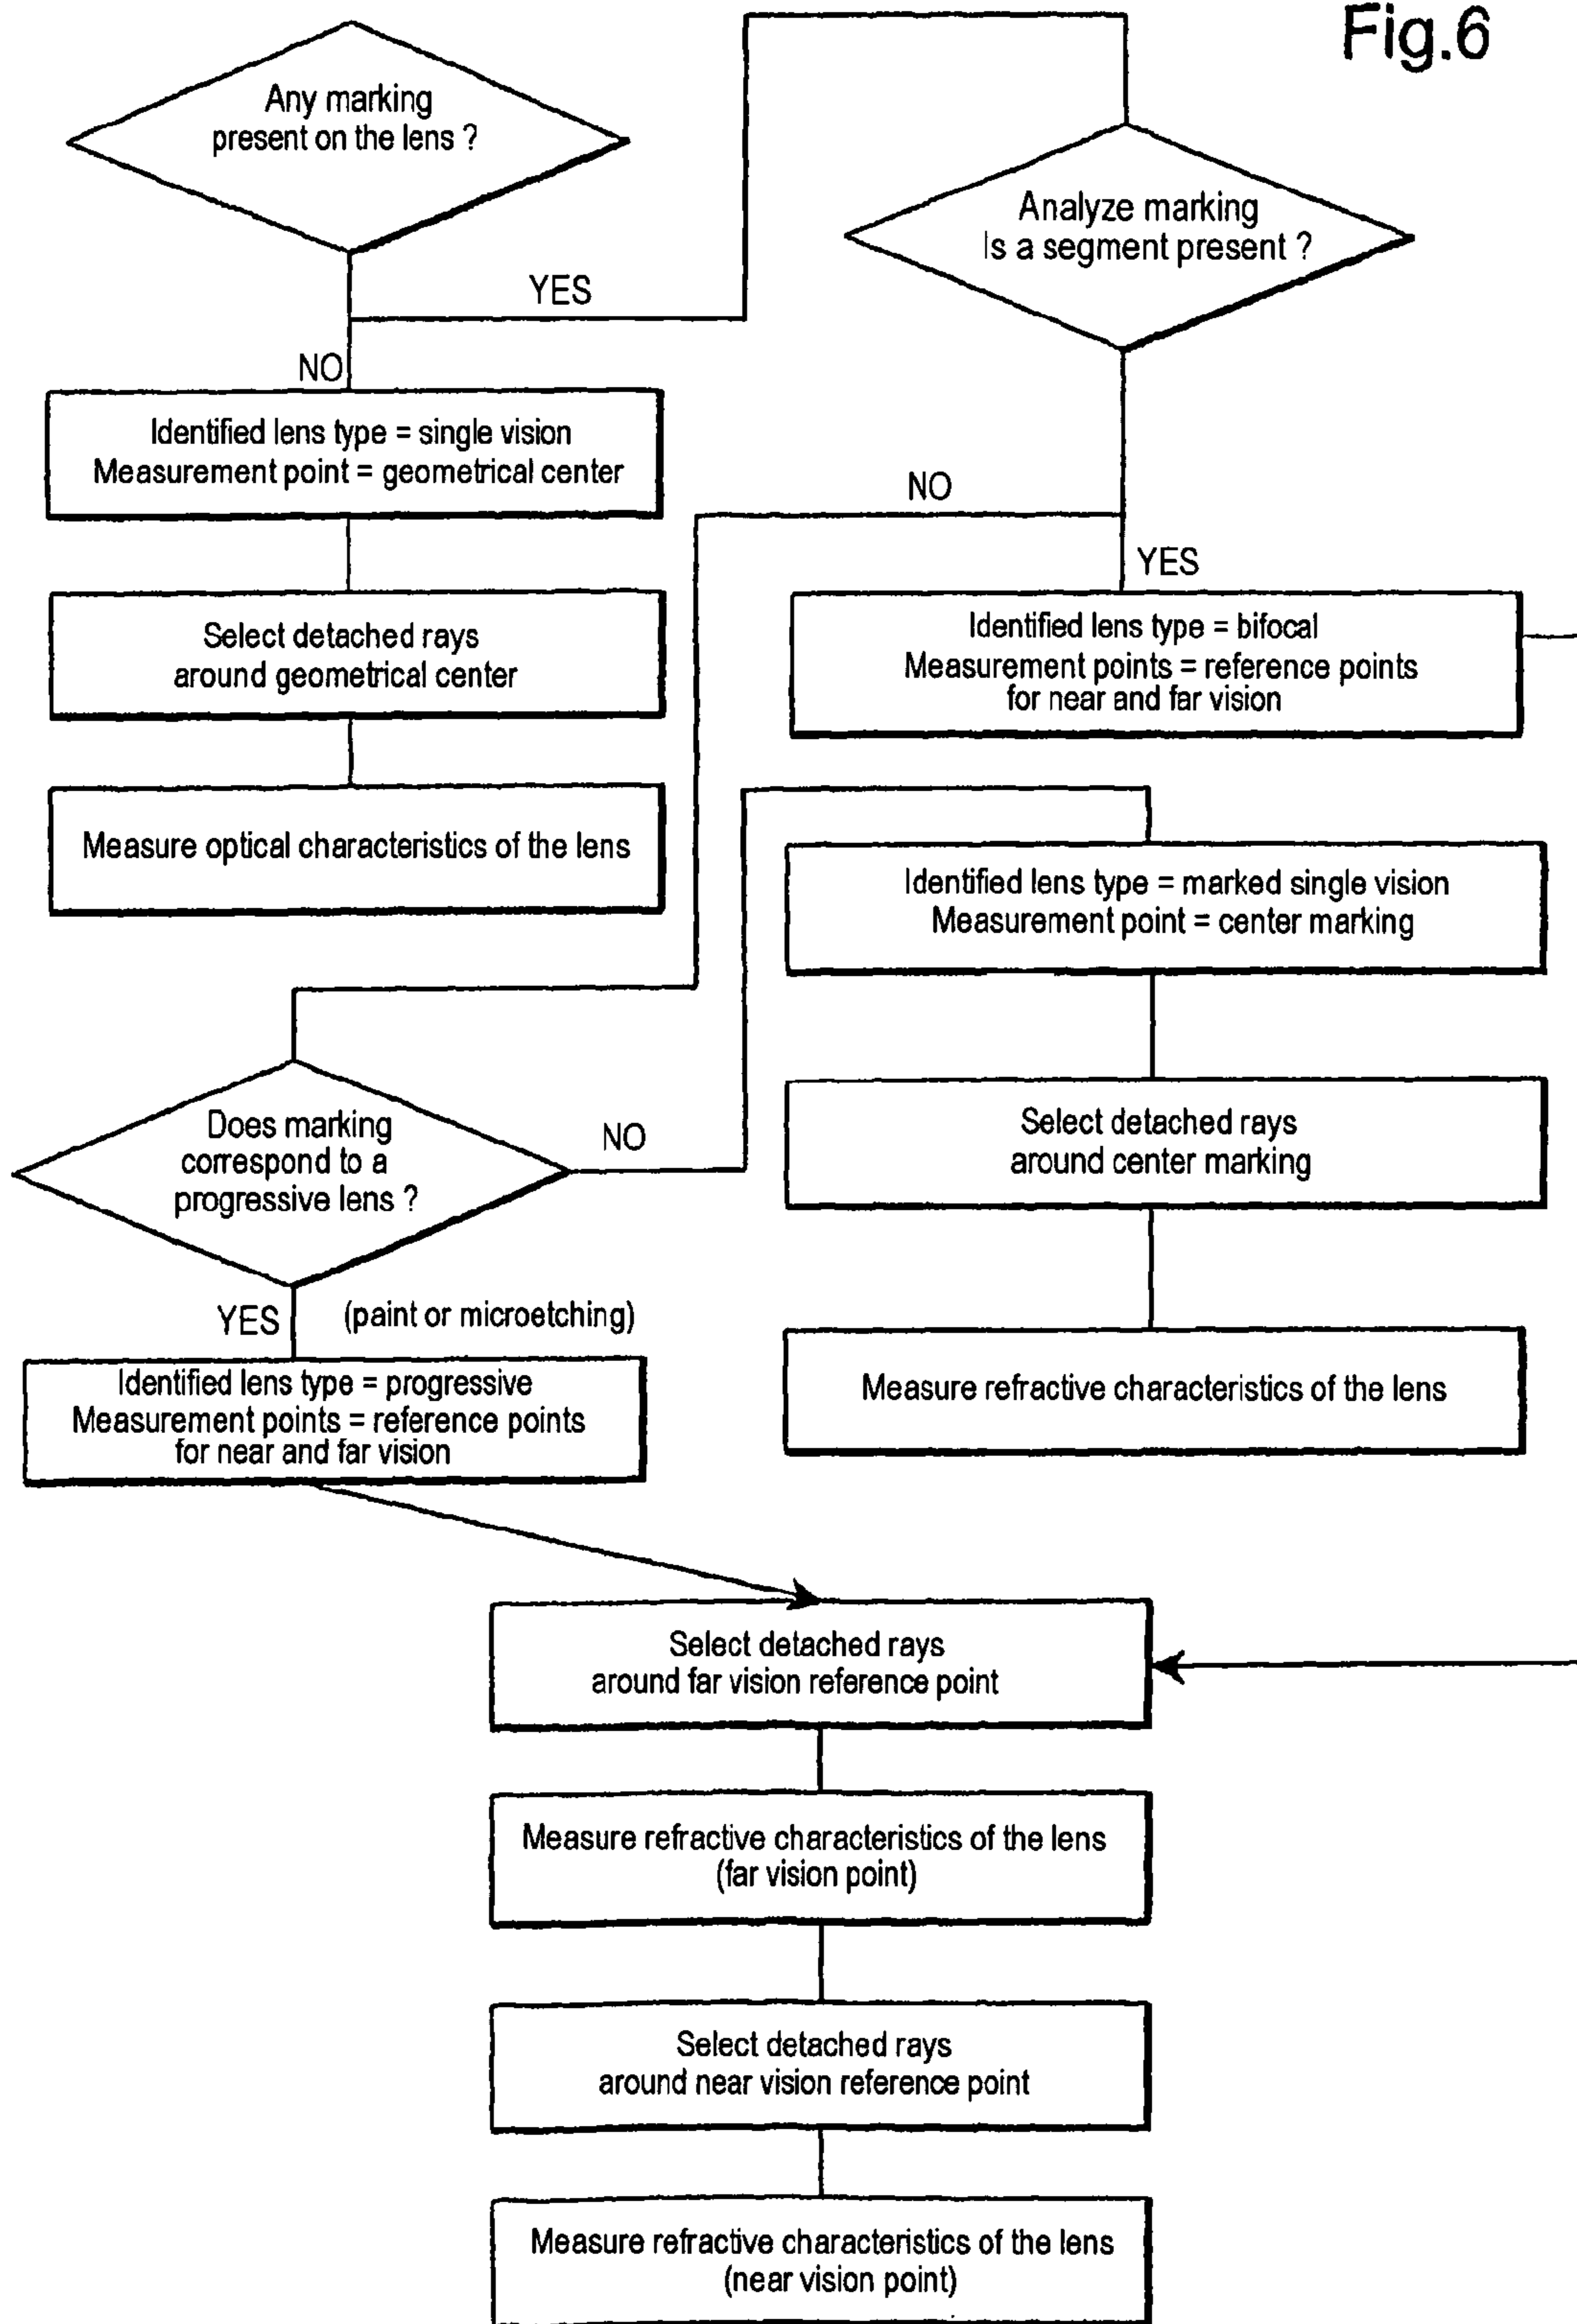 Fig.6
Any marking
present on the lens ?
YES
NO
Analyze marking
Is a segment present ?
Identified lens type = single vision
Measurement point = geometrical center
Select detached rays
around geometrical center
Measure optical characteristics of the lens
NO
YES
Identified lens type = bifocal
Measurement points = reference points
for near and far vision
Does marking
correspond to a
progressive lens ?
NO
Identified lens type = marked single vision
Measurement point = center marking
Select detached rays
around center marking
Measure refractive characteristics of the lens
YES
(paint or microetching)
Identified lens type = progressive
Measurement points = reference points
for near and far vision
Select detached rays
around far vision reference point
Measure refractive characteristics of the lens
(far vision point)
Select detached rays
around near vision reference point
Measure refractive characteristics of the lens
(near vision point)